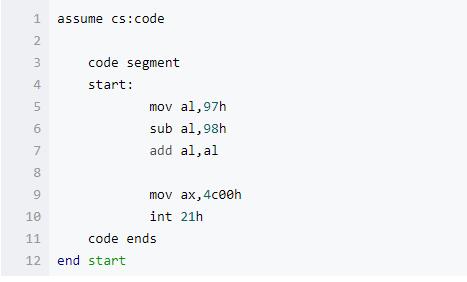 1 assume cs:code
2
3 code segment
4 start:
5 mov al,97h
6 sub al,98h
7 add al,al
8
9 mov ax,4c00h
10 int 21h
11 code ends
12 end start